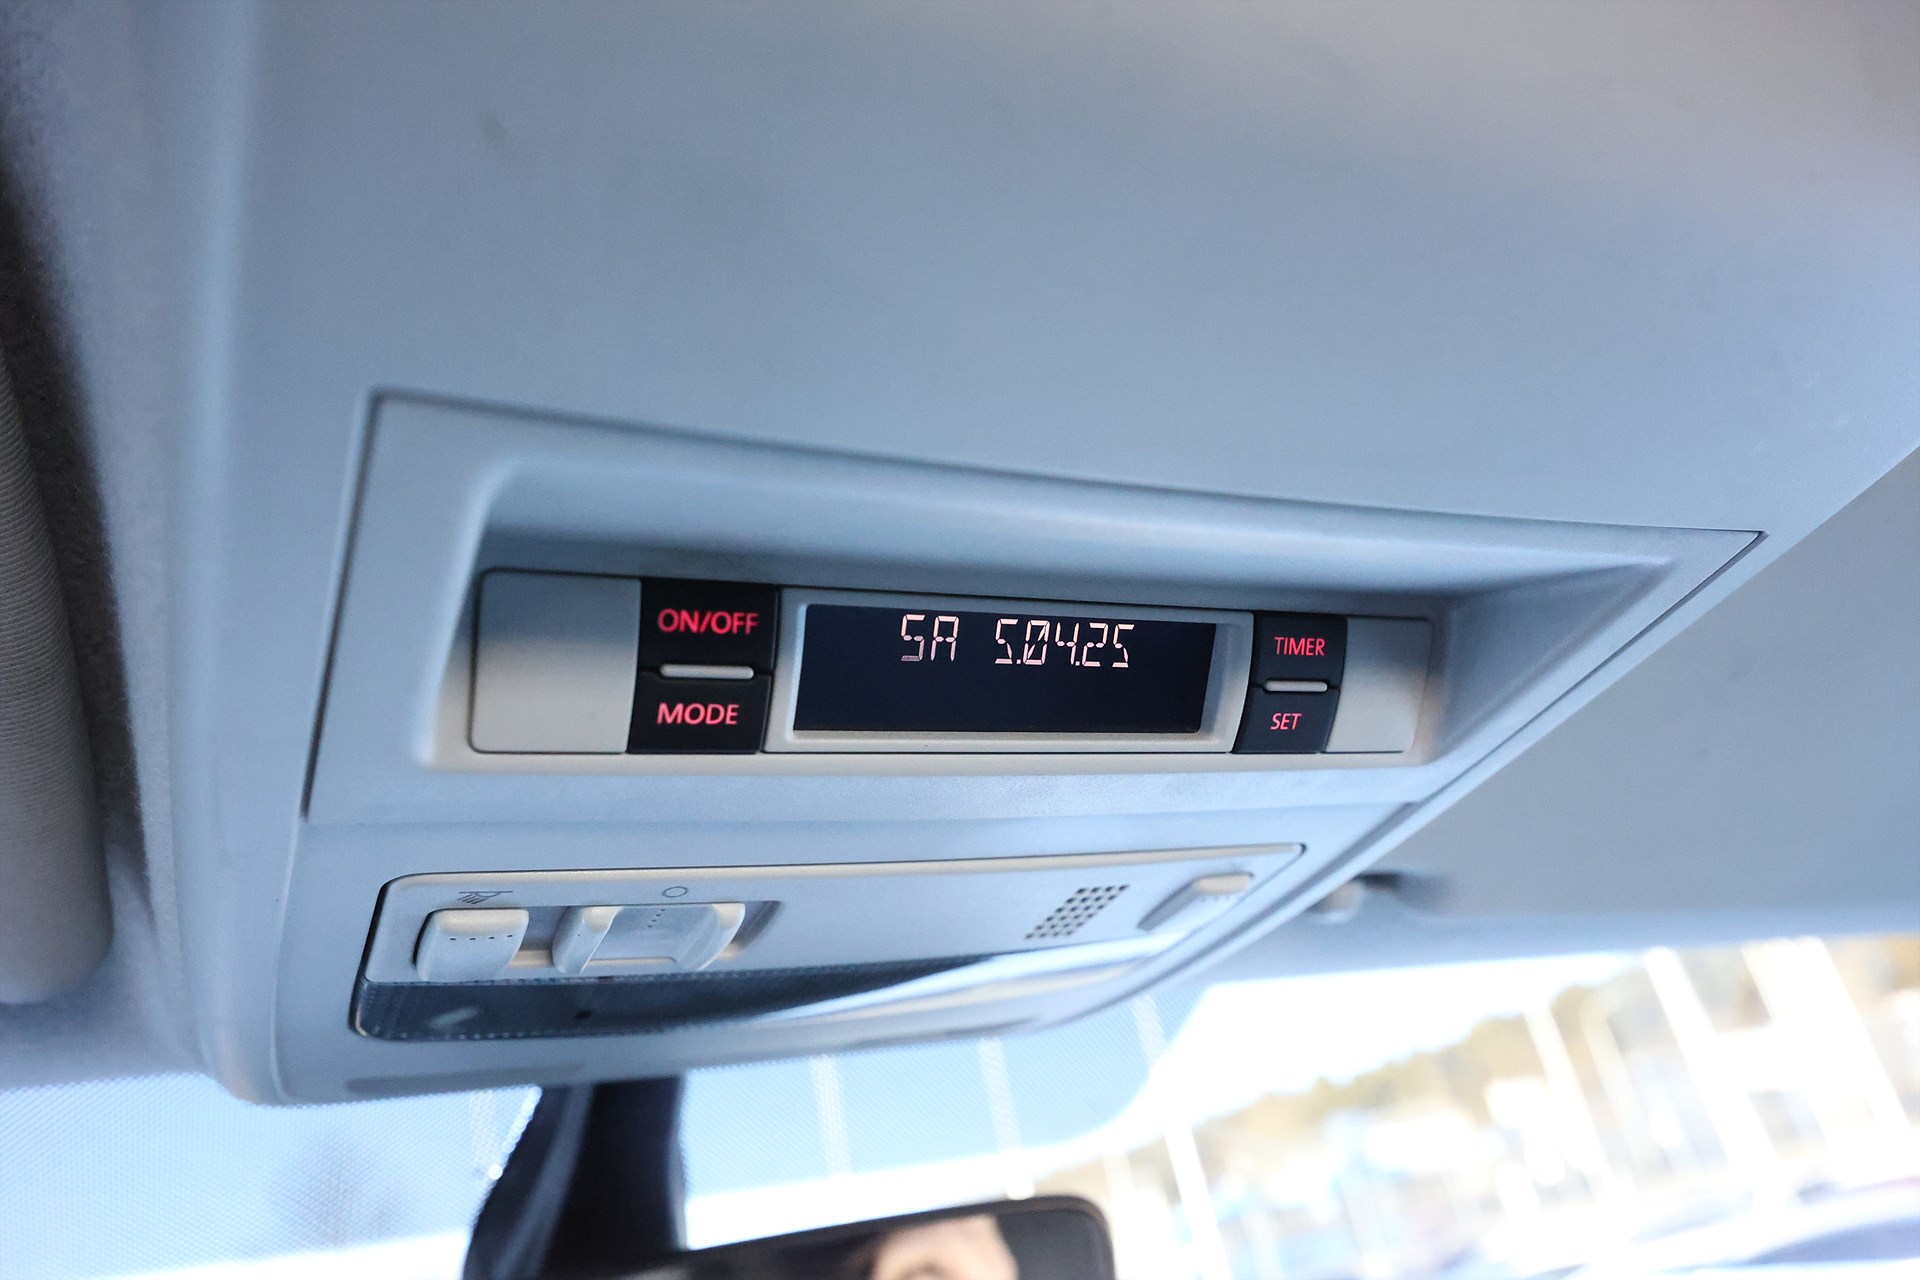 ON/OFF
MODE
SA 5.04.25
TIMER
SET